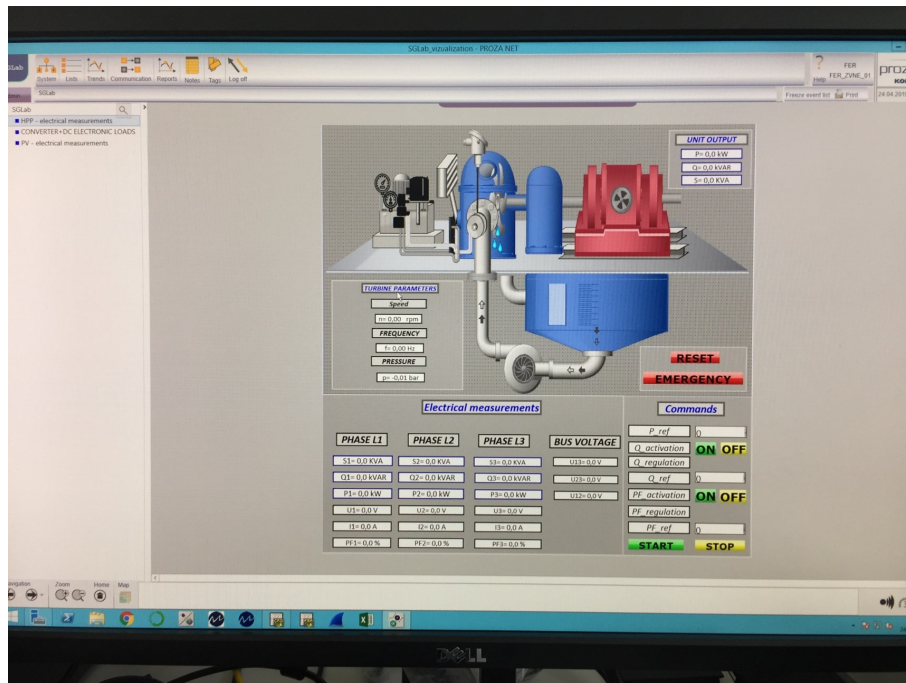 SGLab_vizualization - PROZA NET
System Lists Trends Communication Reports Notes Tags Log off
Help
FER
FER_ZVNE_01
SGLab
Freeze event list Print
SGLab
HPP - electrical measurements
CONVERTER+DC ELECTRONIC LOADS
PV - electrical measurements
UNIT OUTPUT
P= 0,0 kW
Q= 0,0 kVAR
S= 0,0 KVA
TURBINE PARAMETERS
Speed
n= 0,00 rpm
FREQUENCY
f= 0,00 Hz
PRESSURE
p= -0,01 bar
RESET
EMERGENCY
Electrical measurements
PHASE L1 PHASE L2 PHASE L3 BUS VOLTAGE
S1= 0,0 KVA S2= 0,0 KVA S3= 0,0 KVA U13= 0,0 V
Q1= 0,0 kVAR Q2= 0,0 kVAR Q3= 0,0 kVAR U23= 0,0 V
P1= 0,0 kW P2= 0,0 kW P3= 0,0 kW U12= 0,0 V
U1= 0,0 V U2= 0,0 V U3= 0,0 V
I1= 0,0 A I2= 0,0 A I3= 0,0 A
PF1= 0,0 % PF2= 0,0 % PF3= 0,0 %
Commands
P_ref 0
Q_activation ON OFF
Q_regulation
Q_ref 0
PF_activation ON OFF
PF_regulation
PF_ref 0
START STOP
Zoom Home Map
DELL